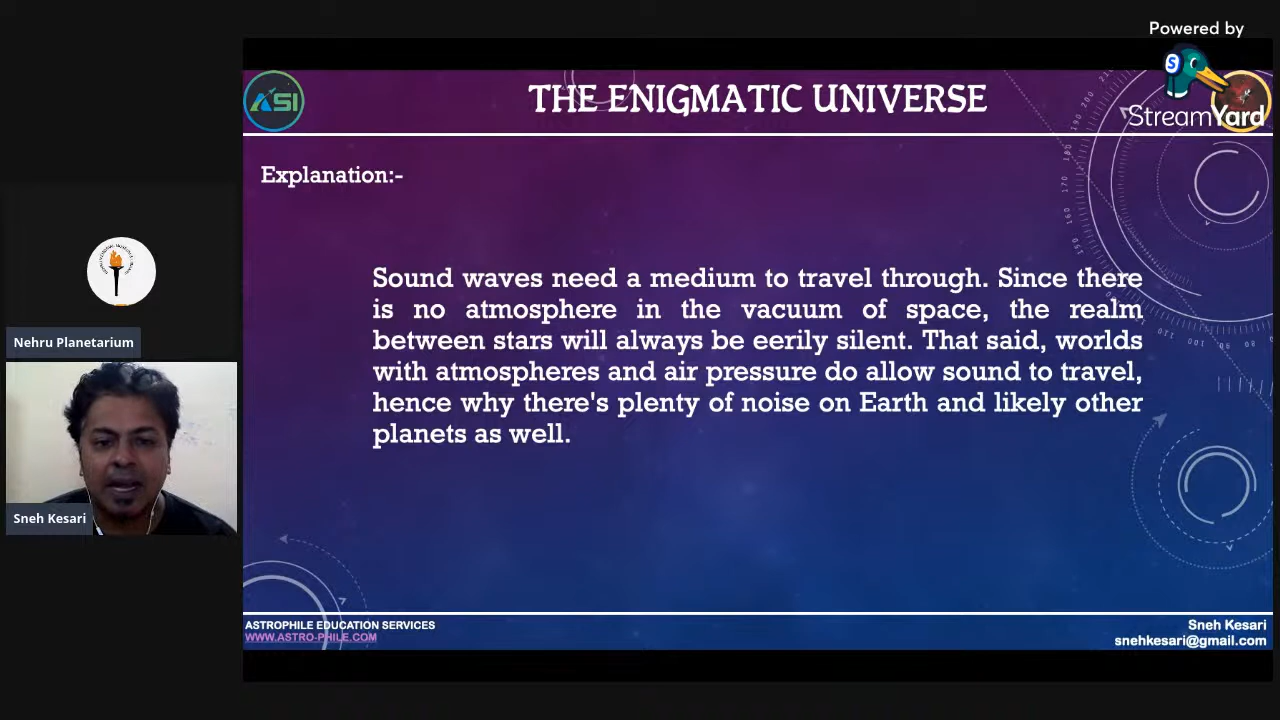 Powered by
StreamYard
ASI
THE ENIGMATIC UNIVERSE
Explanation:-
Sound waves need a medium to travel through. Since there
is no atmosphere in the vacuum of space, the realm
between stars will always be eerily silent. That said, worlds
with atmospheres and air pressure do allow sound to travel,
hence why there's plenty of noise on Earth and likely other
planets as well.
Nehru Planetarium
Sneh Kesari
ASTROPHILE EDUCATION SERVICES
WWW.ASTRO-PHILE.COM
Sneh Kesari
snehkesari@gmail.com